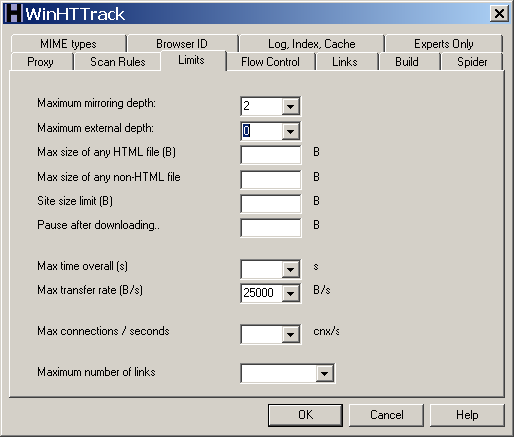 WinHTTrack
MIME types Browser ID Log, Index, Cache Experts Only
Proxy Scan Rules Limits Flow Control Links Build Spider
Maximum mirroring depth: 2
Maximum external depth: 0
Max size of any HTML file (B) B
Max size of any non-HTML file B
Site size limit (B) B
Pause after downloading.. B
Max time overall (s) s
Max transfer rate (B/s) 25000 B/s
Max connections / seconds cnx/s
Maximum number of links
OK Cancel Help